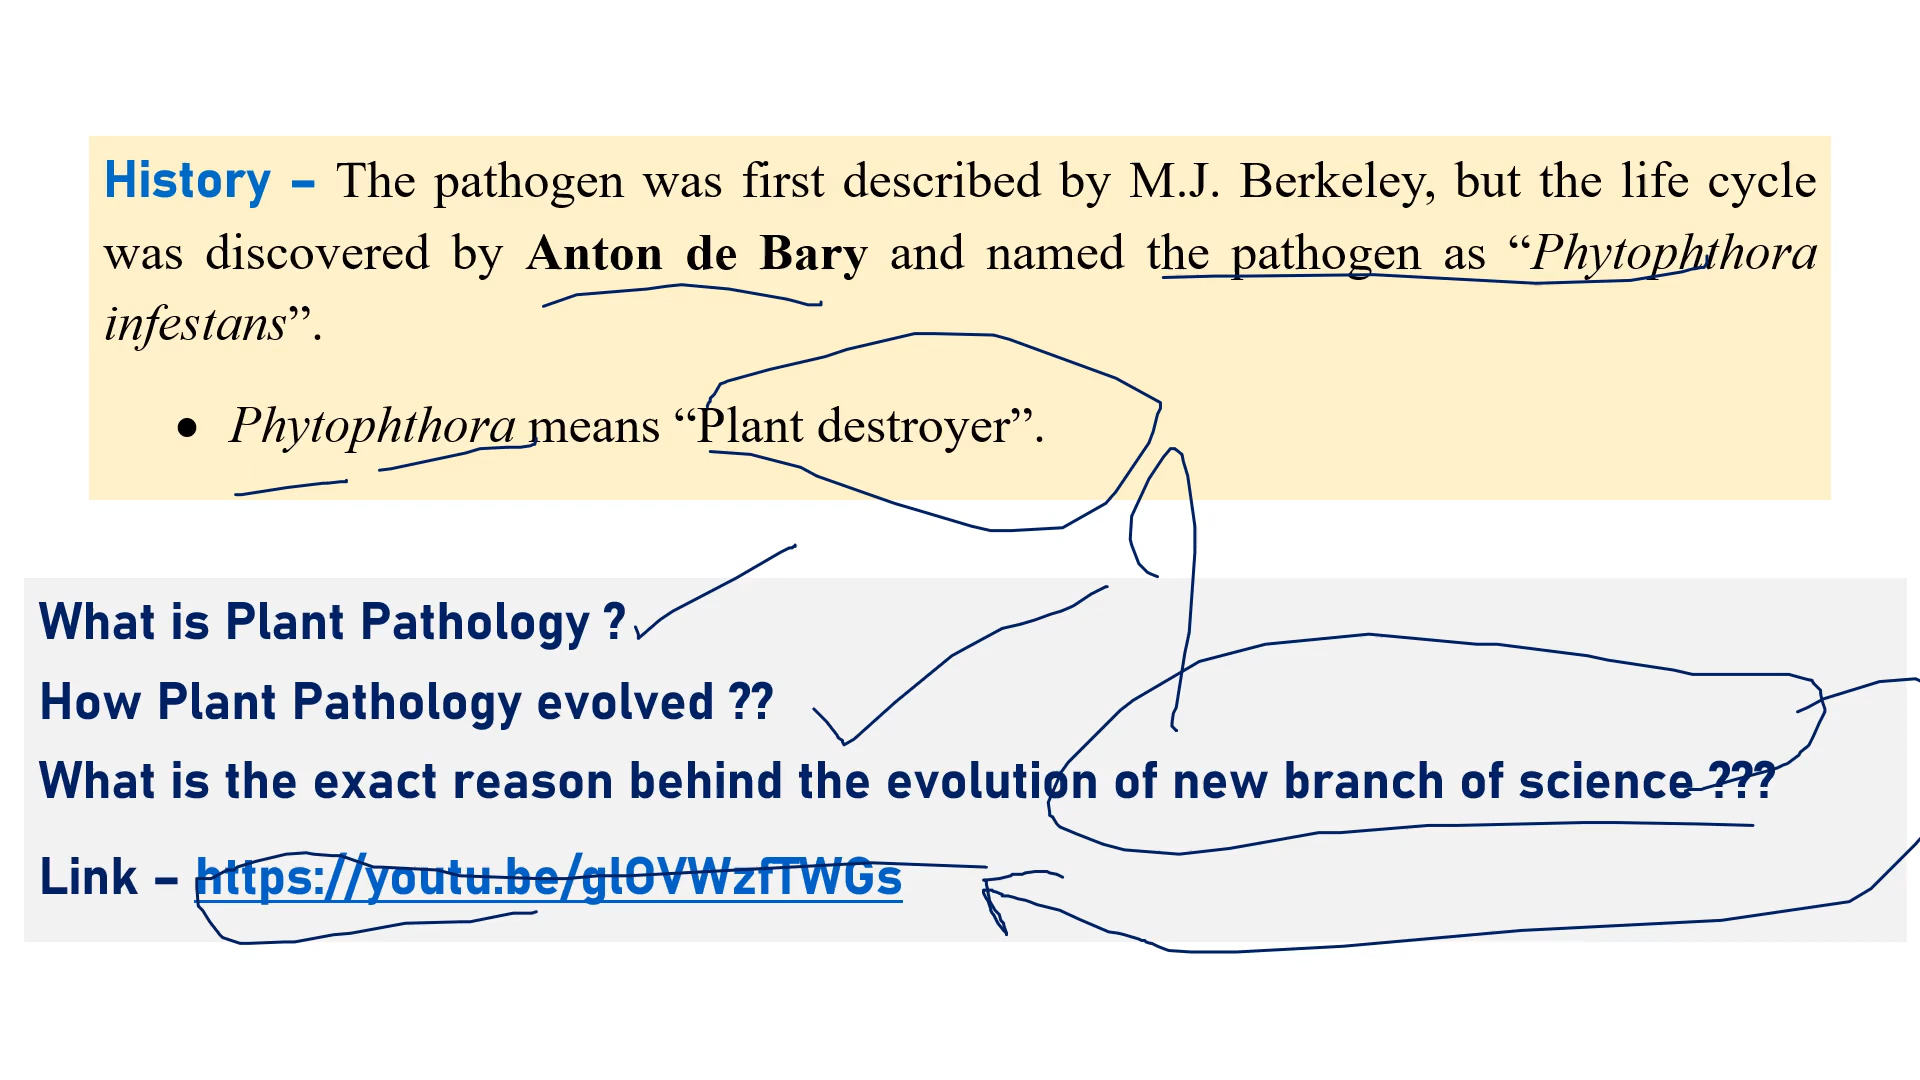 History – The pathogen was first described by M.J. Berkeley, but the life cycle
was discovered by Anton de Bary and named the pathogen as “Phytophthora
infestans”.
● Phytophthora means “Plant destroyer”.
What is Plant Pathology ?
How Plant Pathology evolved ??
What is the exact reason behind the evolution of new branch of science ???
Link – https://youtu.be/glOVWzfTWGs